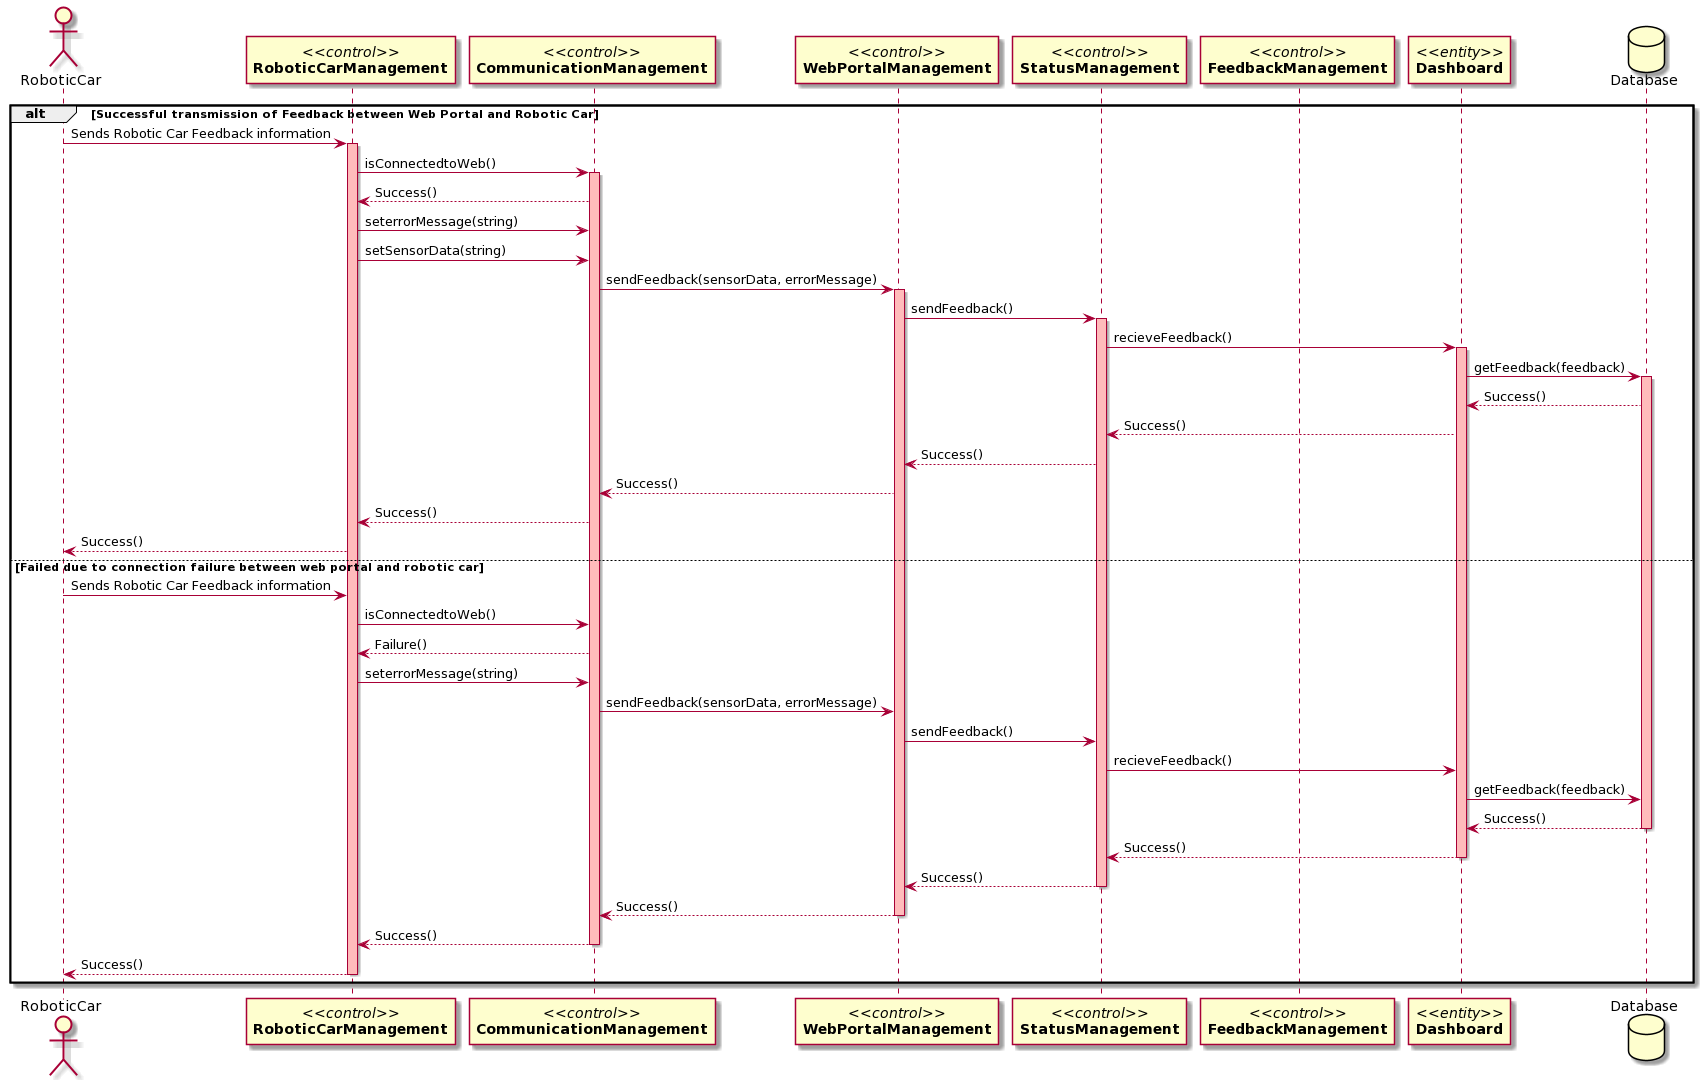 RoboticCar
<<control>>
RoboticCarManagement
<<control>>
CommunicationManagement
<<control>>
WebPortalManagement
<<control>>
StatusManagement
<<control>>
FeedbackManagement
<<entity>>
Dashboard
Database
alt [Successful transmission of Feedback between Web Portal and Robotic Car]
Sends Robotic Car Feedback information
isConnectedtoWeb()
Success()
seterrorMessage(string)
setSensorData(string)
sendFeedback(sensorData, errorMessage)
sendFeedback()
recieveFeedback()
getFeedback(feedback)
Success()
Success()
Success()
Success()
Success()
Success()
[Failed due to connection failure between web portal and robotic car]
Sends Robotic Car Feedback information
isConnectedtoWeb()
Failure()
seterrorMessage(string)
sendFeedback(sensorData, errorMessage)
sendFeedback()
recieveFeedback()
getFeedback(feedback)
Success()
Success()
Success()
Success()
Success()
Success()
RoboticCar
<<control>>
RoboticCarManagement
<<control>>
CommunicationManagement
<<control>>
WebPortalManagement
<<control>>
StatusManagement
<<control>>
FeedbackManagement
<<entity>>
Dashboard
Database